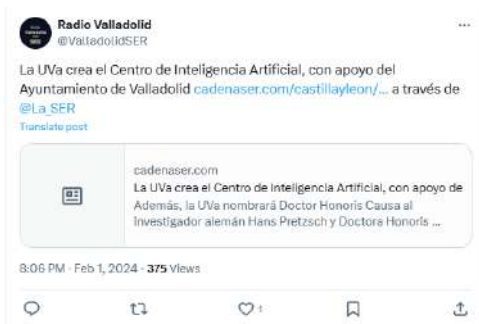 Radio Valladolid
@ValladolidSER
La UVa crea el Centro de Inteligencia Artificial, con apoyo del
Ayuntamiento de Valladolid cadenaser.com/castillayleon/... a través de
@La_SER
Translate post
cadenaser.com
La UVa crea el Centro de Inteligencia Artificial, con apoyo de
Además, la UVa nombrará Doctor Honoris Causa al
investigador alemán Hans Pretzsch y Doctora Honoris ...
8:06 PM · Feb 1, 2024 · 375 Views
1